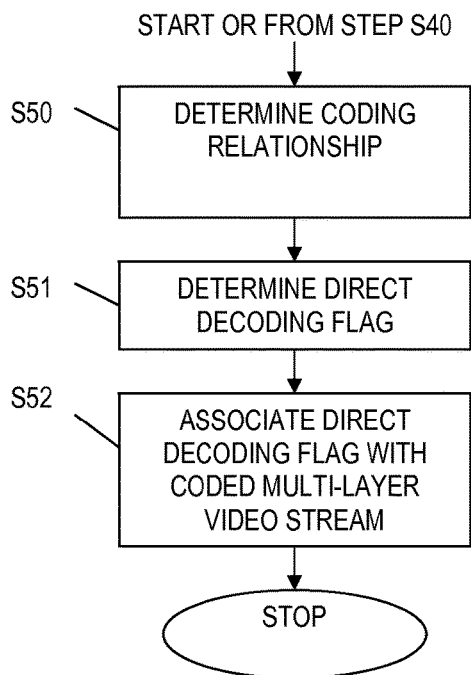 START OR FROM STEP S40
S50
DETERMINE CODING
RELATIONSHIP
S51
DETERMINE DIRECT
DECODING FLAG
S52
ASSOCIATE DIRECT
DECODING FLAG WITH
CODED MULTI-LAYER
VIDEO STREAM
STOP